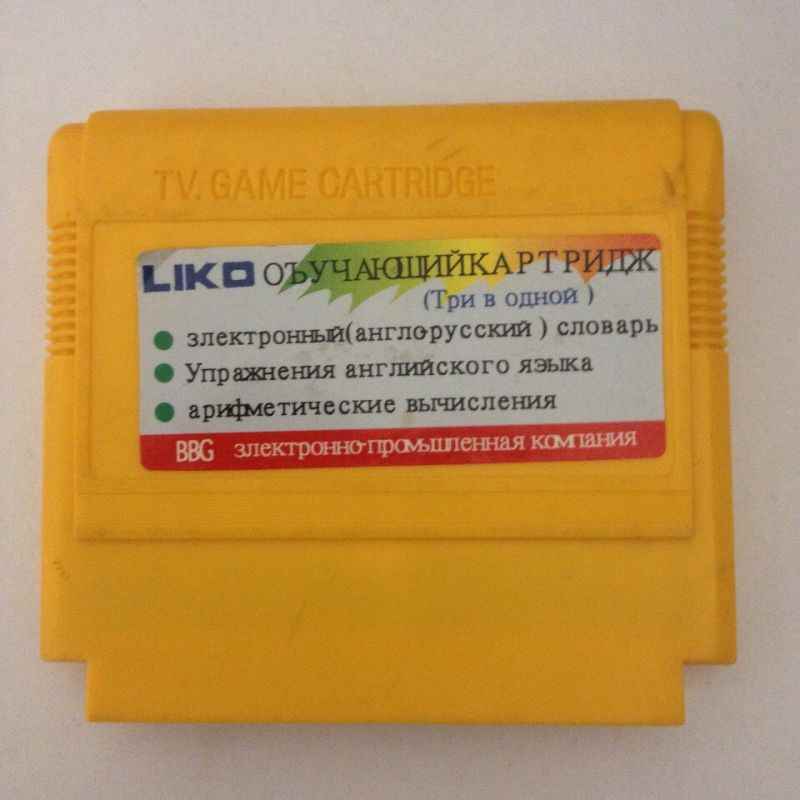 TV. GAME CARTRIDGE
LIKO ОЪУЧАЮЩИЙКАРТРИДЖ
(Три в одной)
злектронный(англо-русский) словарь
Упражнения английского языка
арифметические вычисления
BBG злектронно-промышленная компания